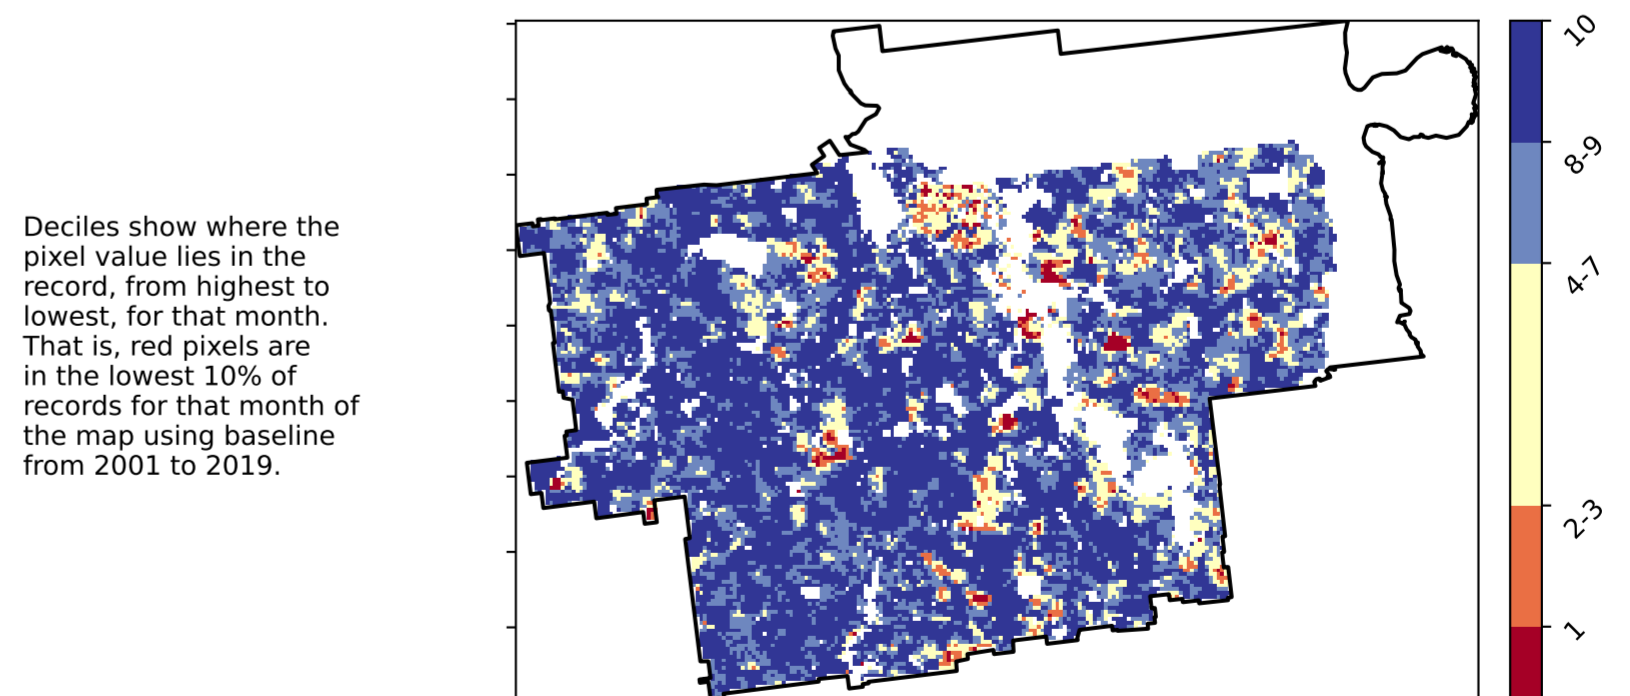 Deciles show where the
pixel value lies in the
record, from highest to
lowest, for that month.
That is, red pixels are
in the lowest 10% of
records for that month of
the map using baseline
from 2001 to 2019.
10
8-9
4-7
2-3
1